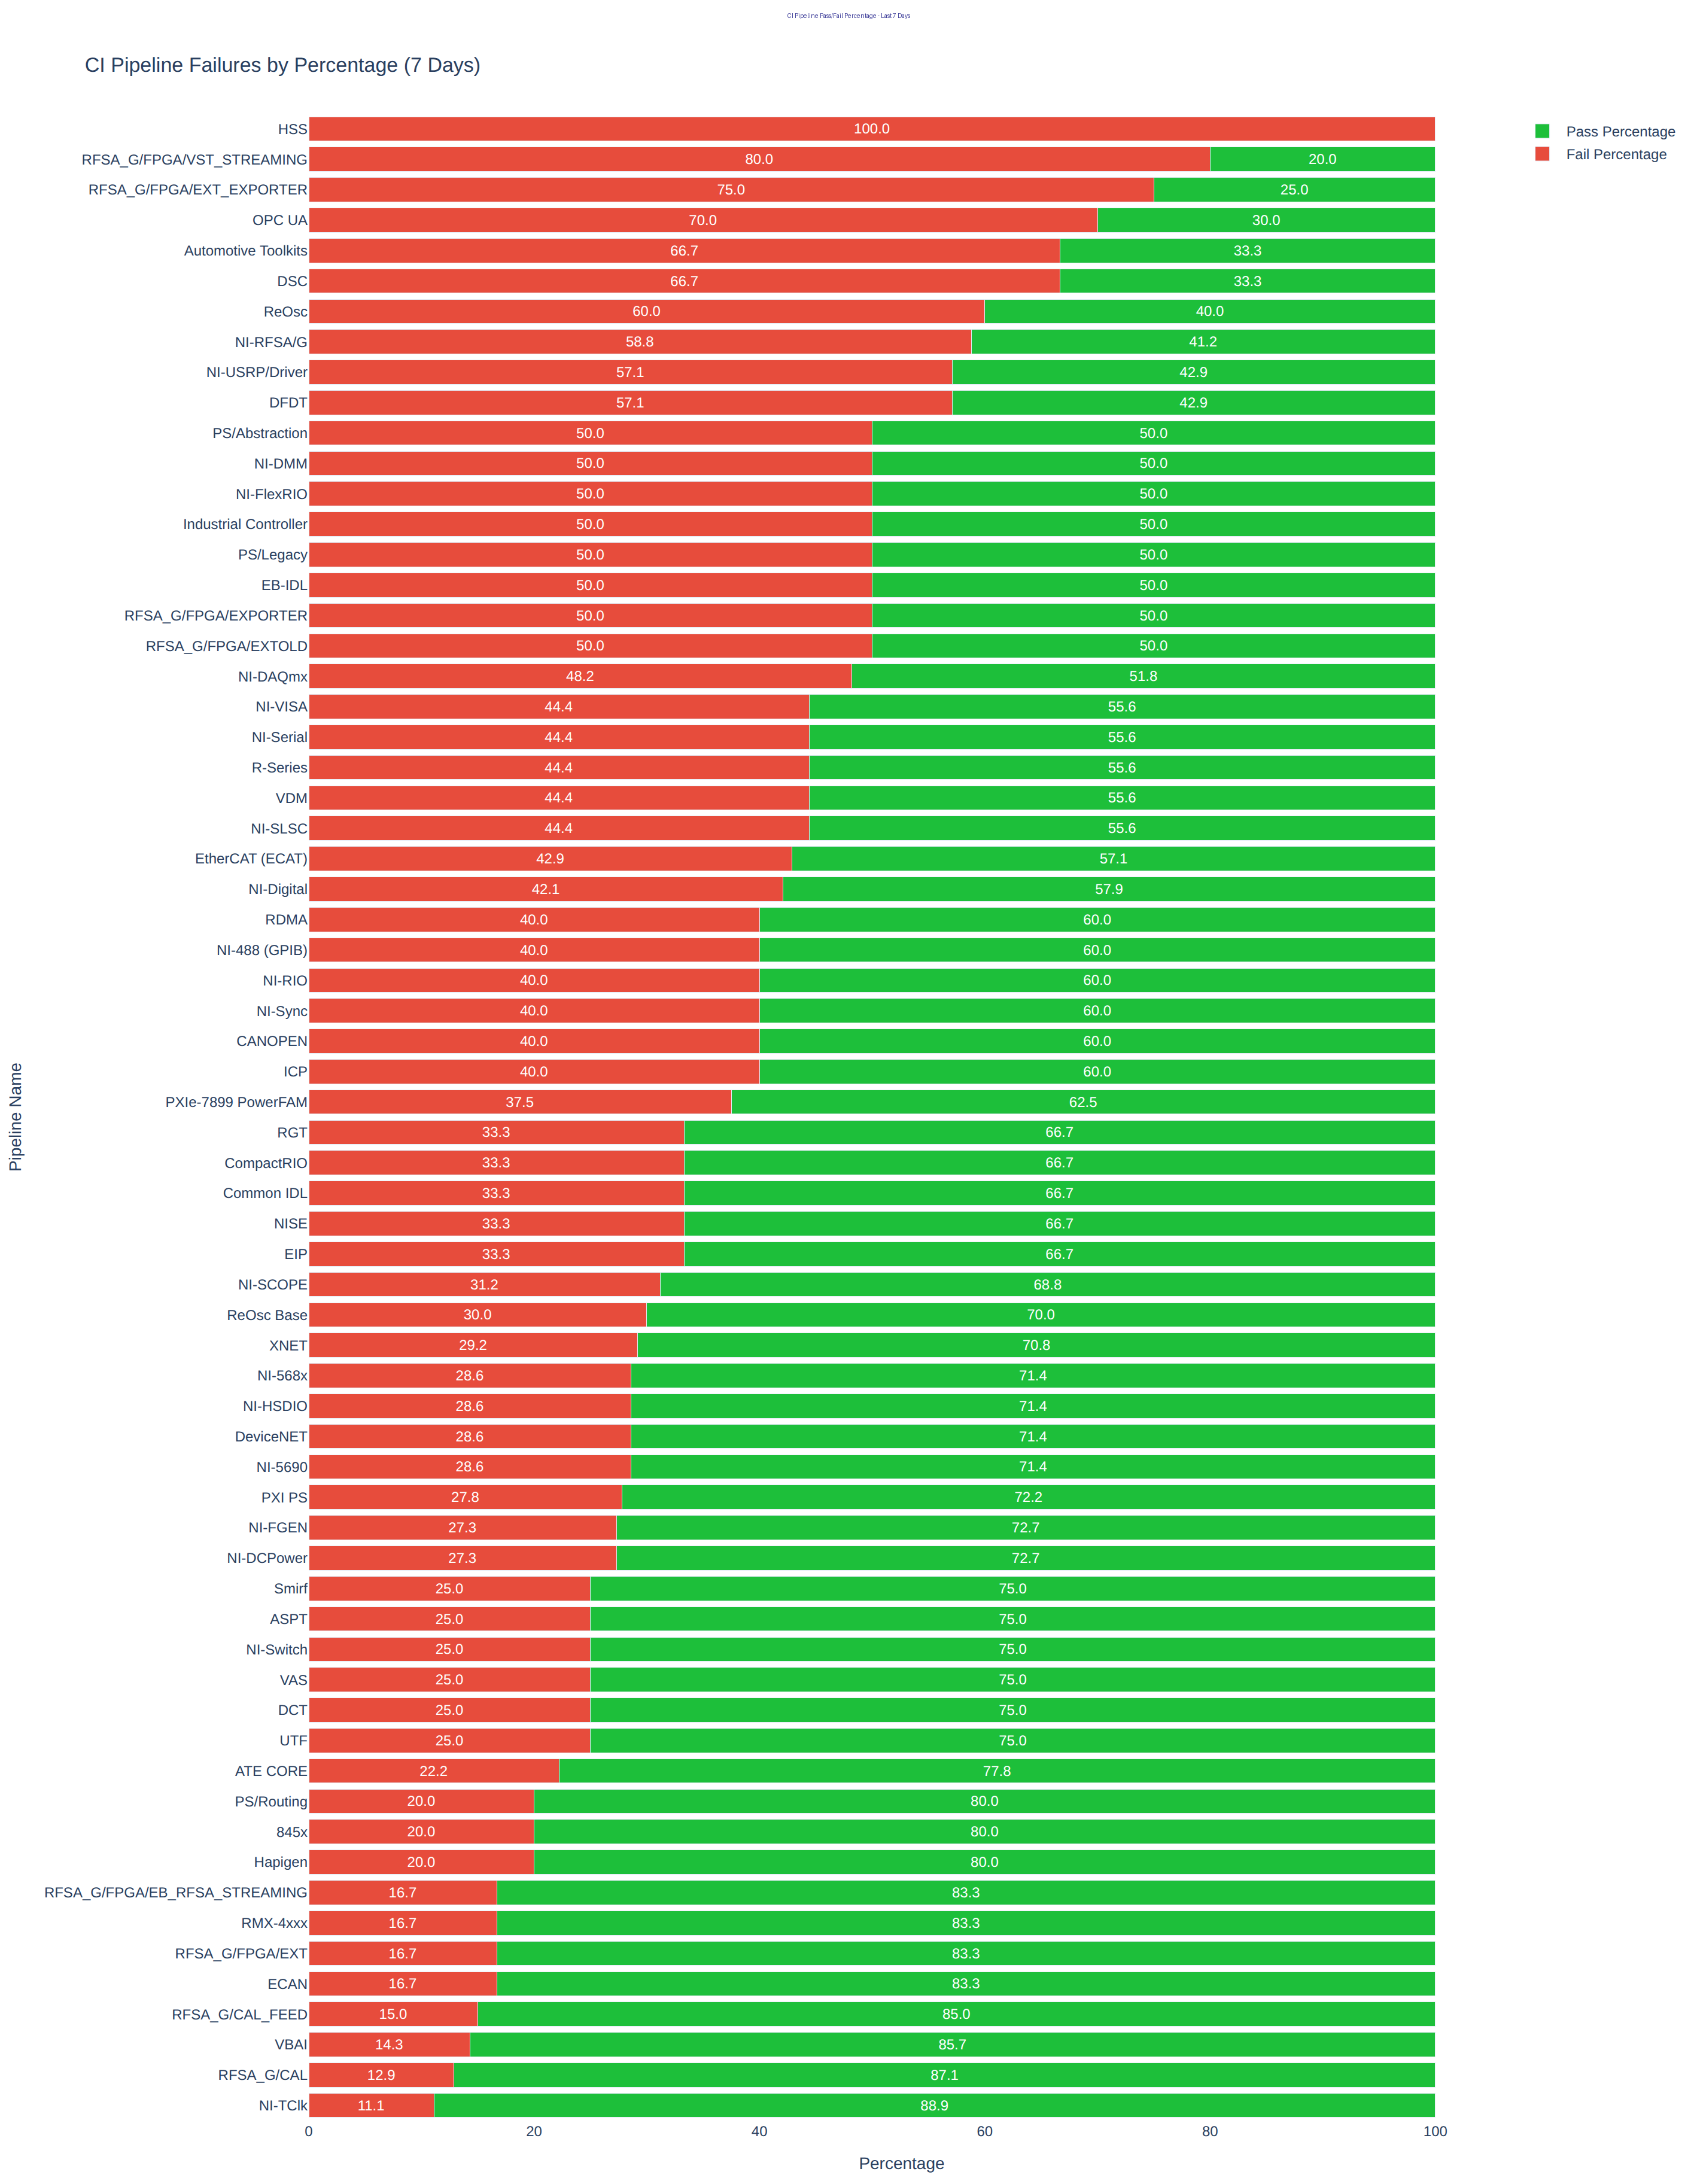 CI Pipeline Pass/Fail Percentage - Last 7 Days
CI Pipeline Failures by Percentage (7 Days)
Pass Percentage
Fail Percentage
HSS 100.0
RFSA_G/FPGA/VST_STREAMING 80.0 20.0
RFSA_G/FPGA/EXT_EXPORTER 75.0 25.0
OPC UA 70.0 30.0
Automotive Toolkits 66.7 33.3
DSC 66.7 33.3
ReOsc 60.0 40.0
NI-RFSA/G 58.8 41.2
NI-USRP/Driver 57.1 42.9
DFDT 57.1 42.9
PS/Abstraction 50.0 50.0
NI-DMM 50.0 50.0
NI-FlexRIO 50.0 50.0
Industrial Controller 50.0 50.0
PS/Legacy 50.0 50.0
EB-IDL 50.0 50.0
RFSA_G/FPGA/EXPORTER 50.0 50.0
RFSA_G/FPGA/EXTOLD 50.0 50.0
NI-DAQmx 48.2 51.8
NI-VISA 44.4 55.6
NI-Serial 44.4 55.6
R-Series 44.4 55.6
VDM 44.4 55.6
NI-SLSC 44.4 55.6
EtherCAT (ECAT) 42.9 57.1
NI-Digital 42.1 57.9
RDMA 40.0 60.0
NI-488 (GPIB) 40.0 60.0
NI-RIO 40.0 60.0
NI-Sync 40.0 60.0
CANOPEN 40.0 60.0
ICP 40.0 60.0
PXIe-7899 PowerFAM 37.5 62.5
RGT 33.3 66.7
CompactRIO 33.3 66.7
Common IDL 33.3 66.7
NISE 33.3 66.7
EIP 33.3 66.7
NI-SCOPE 31.2 68.8
ReOsc Base 30.0 70.0
XNET 29.2 70.8
NI-568x 28.6 71.4
NI-HSDIO 28.6 71.4
DeviceNET 28.6 71.4
NI-5690 28.6 71.4
PXI PS 27.8 72.2
NI-FGEN 27.3 72.7
NI-DCPower 27.3 72.7
Smirf 25.0 75.0
ASPT 25.0 75.0
NI-Switch 25.0 75.0
VAS 25.0 75.0
DCT 25.0 75.0
UTF 25.0 75.0
ATE CORE 22.2 77.8
PS/Routing 20.0 80.0
845x 20.0 80.0
Hapigen 20.0 80.0
RFSA_G/FPGA/EB_RFSA_STREAMING 16.7 83.3
RMX-4xxx 16.7 83.3
RFSA_G/FPGA/EXT 16.7 83.3
ECAN 16.7 83.3
RFSA_G/CAL_FEED 15.0 85.0
VBAI 14.3 85.7
RFSA_G/CAL 12.9 87.1
NI-TClk 11.1 88.9
0 20 40 60 80 100
Percentage
Pipeline Name